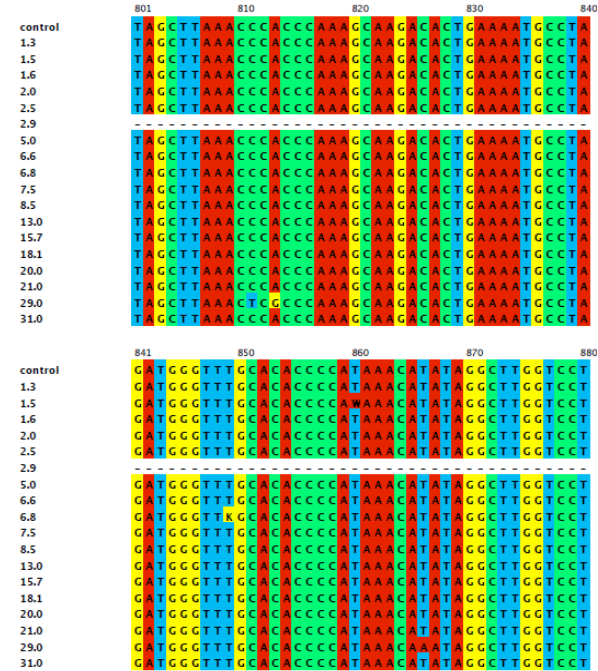 801 810 820 830 840
control TAGCTTAAACCCACCCAAAGCAAGACACTGAAAATGCCTA
1.3 TAGCTTAAACCCACCCAAAGCAAGACACTGAAAATGCCTA
1.5 TAGCTTAAACCCACCCAAAGCAAGACACTGAAAATGCCTA
1.6 TAGCTTAAACCCACCCAAAGCAAGACACTGAAAATGCCTA
2.0 TAGCTTAAACCCACCCAAAGCAAGACACTGAAAATGCCTA
2.5 TAGCTTAAACCCACCCAAAGCAAGACACTGAAAATGCCTA
2.9 ----------------------------------------
5.0 TAGCTTAAACCCACCCAAAGCAAGACACTGAAAATGCCTA
6.6 TAGCTTAAACCCACCCAAAGCAAGACACTGAAAATGCCTA
6.8 TAGCTTAAACCCACCCAAAGCAAGACACTGAAAATGCCTA
7.5 TAGCTTAAACCCACCCAAAGCAAGACACTGAAAATGCCTA
8.5 TAGCTTAAACCCACCCAAAGCAAGACACTGAAAATGCCTA
13.0 TAGCTTAAACCCACCCAAAGCAAGACACTGAAAATGCCTA
15.7 TAGCTTAAACCCACCCAAAGCAAGACACTGAAAATGCCTA
18.1 TAGCTTAAACCCACCCAAAGCAAGACACTGAAAATGCCTA
20.0 TAGCTTAAACCCACCCAAAGCAAGACACTGAAAATGCCTA
21.0 TAGCTTAAACCCACCCAAAGCAAGACACTGAAAATGCCTA
29.0 TAGCTTAAACTCGCCCAAAGCAAGACACTGAAAATGCCTA
31.0 TAGCTTAAACCCACCCAAAGCAAGACACTGAAAATGCCTA
841 850 860 870 880
control GATGGGTTTGCACACCCCATAAACATATAGGCTTGGTCCT
1.3 GATGGGTTTGCACACCCCATAAACATATAGGCTTGGTCCT
1.5 GATGGGTTTGCACACCCCAWAAACATATAGGCTTGGTCCT
1.6 GATGGGTTTGCACACCCCATAAACATATAGGCTTGGTCCT
2.0 GATGGGTTTGCACACCCCATAAACATATAGGCTTGGTCCT
2.5 GATGGGTTTGCACACCCCATAAACATATAGGCTTGGTCCT
2.9 ----------------------------------------
5.0 GATGGGTTTGCACACCCCATAAACATATAGGCTTGGTCCT
6.6 GATGGGTTTGCACACCCCATAAACATATAGGCTTGGTCCT
6.8 GATGGGTTKGCACACCCCATAAACATATAGGCTTGGTCCT
7.5 GATGGGTTTGCACACCCCATAAACATATAGGCTTGGTCCT
8.5 GATGGGTTTGCACACCCCATAAACATATAGGCTTGGTCCT
13.0 GATGGGTTTGCACACCCCATAAACATATAGGCTTGGTCCT
15.7 GATGGGTTTGCACACCCCATAAACATATAGGCTTGGTCCT
18.1 GATGGGTTTGCACACCCCATAAACATATAGGCTTGGTCCT
20.0 GATGGGTTTGCACACCCCATAAACATATAGGCTTGGTCCT
21.0 GATGGGTTTGCACACCCCATAAACATATAGGCTTGGTCCT
29.0 GATGGGTTTGCACACCCCATAAACAAATAGGCTTGGTCCT
31.0 GATGGGTTTGCACACCCCATAAACATATAGGCTTGGTCCT